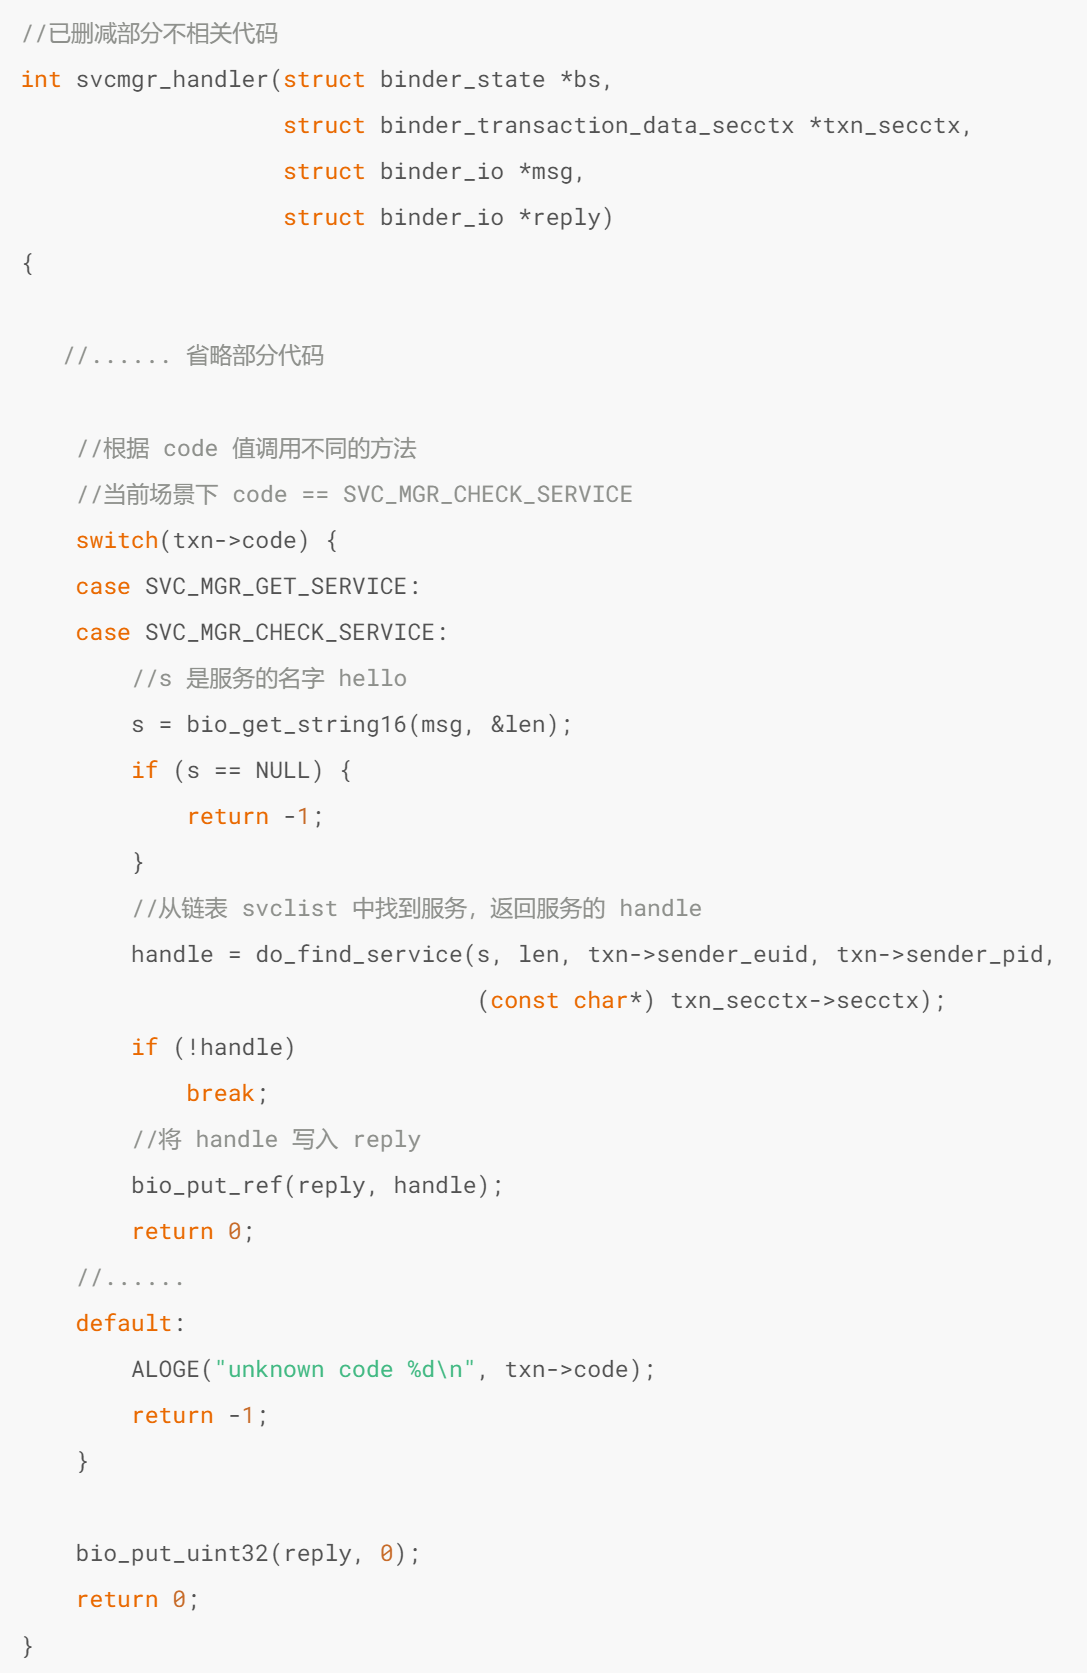 //已删减部分不相关代码
int svcmgr_handler(struct binder_state *bs,
                   struct binder_transaction_data_secctx *txn_secctx,
                   struct binder_io *msg,
                   struct binder_io *reply)
{

   //...... 省略部分代码

    //根据 code 值调用不同的方法
    //当前场景下 code == SVC_MGR_CHECK_SERVICE
    switch(txn->code) {
    case SVC_MGR_GET_SERVICE:
    case SVC_MGR_CHECK_SERVICE:
        //s 是服务的名字 hello
        s = bio_get_string16(msg, &len);
        if (s == NULL) {
            return -1;
        }
        //从链表 svclist 中找到服务，返回服务的 handle
        handle = do_find_service(s, len, txn->sender_euid, txn->sender_pid,
                                 (const char*) txn_secctx->secctx);
        if (!handle)
            break;
        //将 handle 写入 reply
        bio_put_ref(reply, handle);
        return 0;
    //......
    default:
        ALOGE("unknown code %d\n", txn->code);
        return -1;
    }

    bio_put_uint32(reply, 0);
    return 0;
}